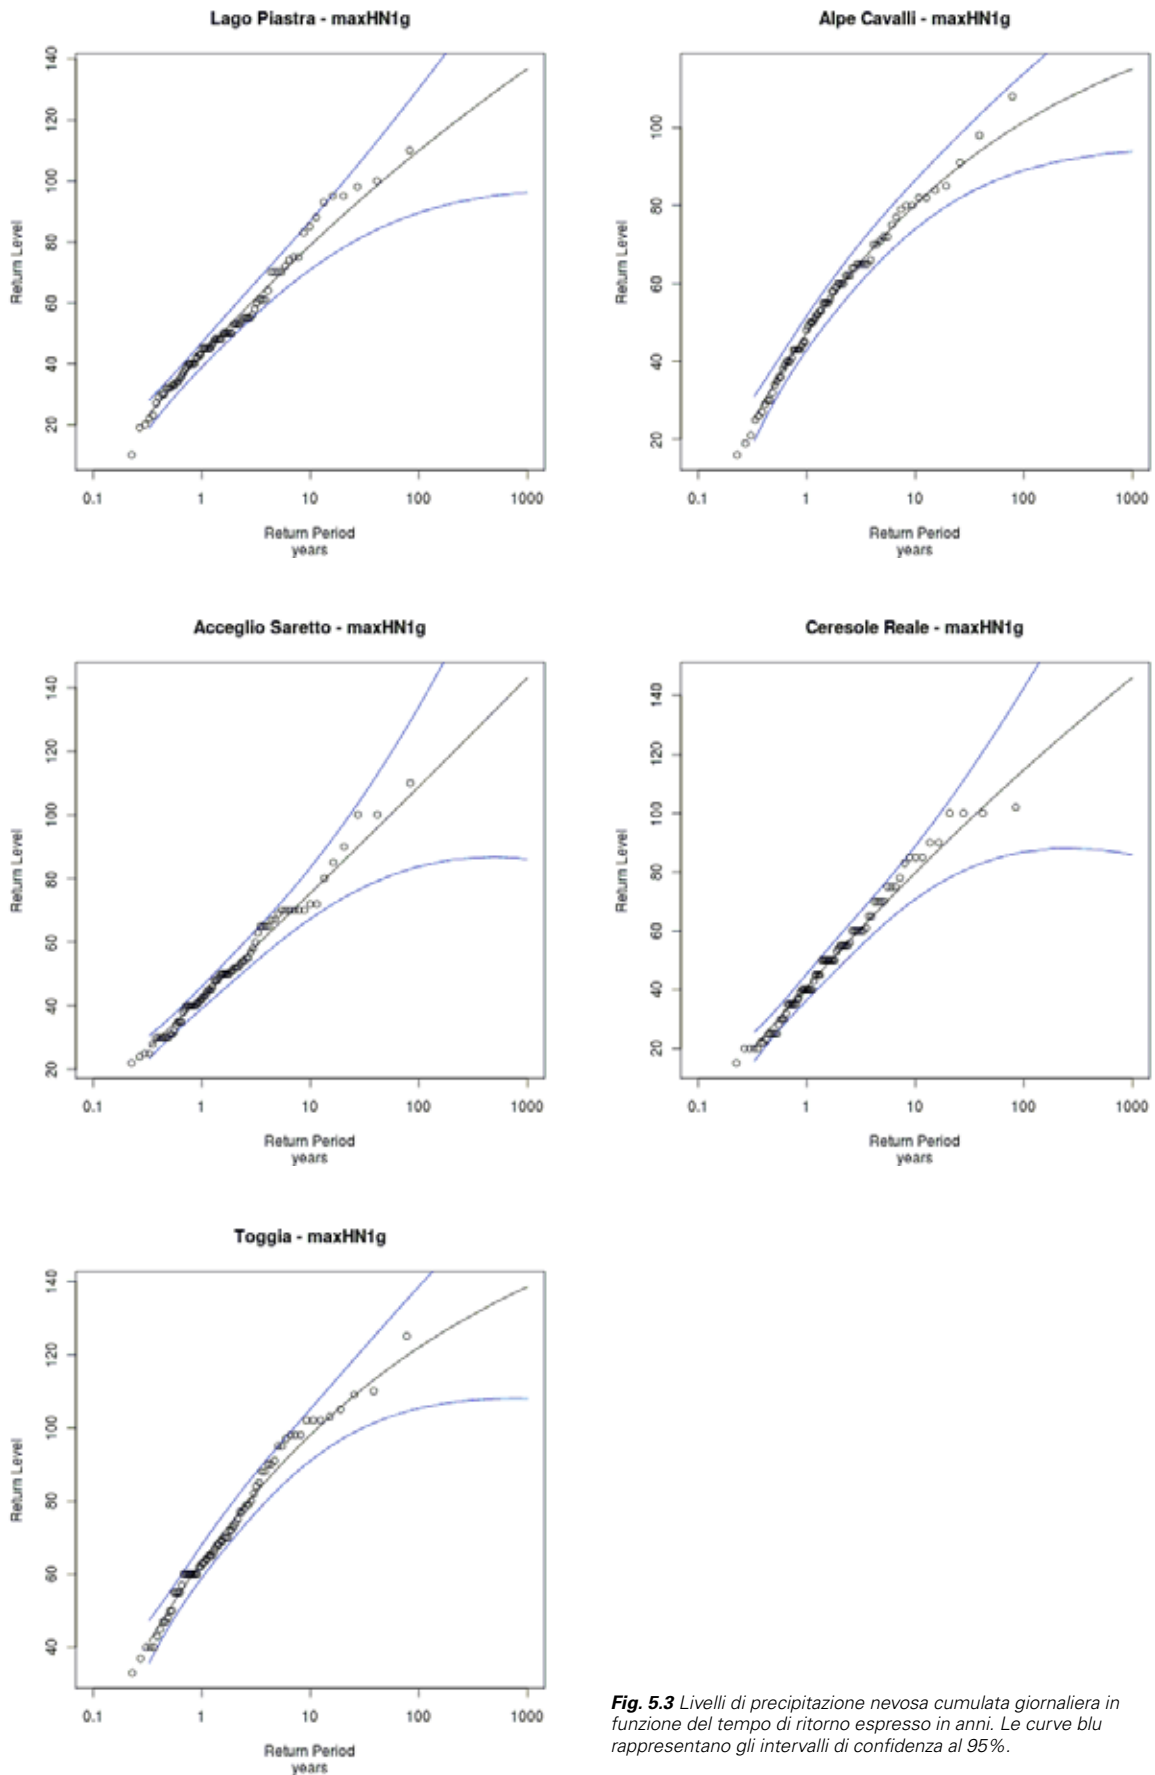 Lago Piastra - maxHN1g
Return Level
20
40
60
80
100
120
140
0.1
1
10
100
1000
Return Period
years
Alpe Cavalli - maxHN1g
Return Level
20
40
60
80
100
0.1
1
10
100
1000
Return Period
years
Acceglio Saretto - maxHN1g
Return Level
20
40
60
80
100
120
140
0.1
1
10
100
1000
Return Period
years
Ceresole Reale - maxHN1g
Return Level
20
40
60
80
100
120
140
0.1
1
10
100
1000
Return Period
years
Toggia - maxHN1g
Return Level
40
60
80
100
120
140
0.1
1
10
100
1000
Return Period
years
Fig. 5.3 Livelli di precipitazione nevosa cumulata giornaliera in
funzione del tempo di ritorno espresso in anni. Le curve blu
rappresentano gli intervalli di confidenza al 95%.